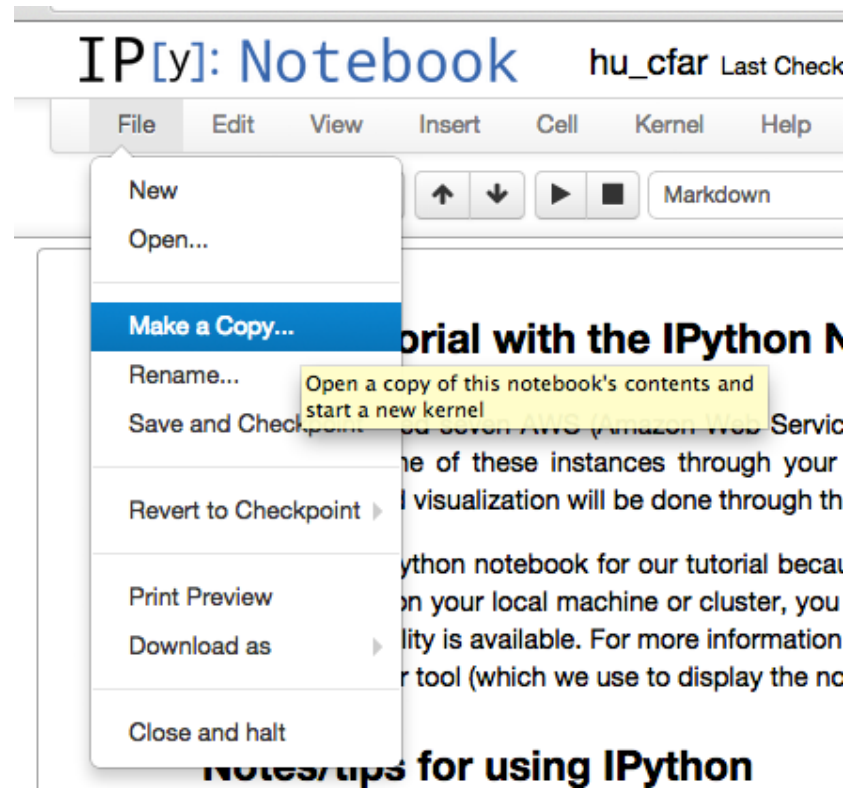 IP[y]: Notebook hu_cfar Last Check
File Edit View Insert Cell Kernel Help
New
Markdown
Open...
Make a Copy...
orial with the IPython N
Rename...
Open a copy of this notebook's contents and
start a new kernel
Save and Checkpoint ed seven AWS (Amazon Web Servic
ne of these instances through your
Revert to Checkpoint visualization will be done through th
ython notebook for our tutorial becau
Print Preview on your local machine or cluster, you
Download as lity is available. For more information
r tool (which we use to display the no
Close and halt
Notes/tips for using IPython